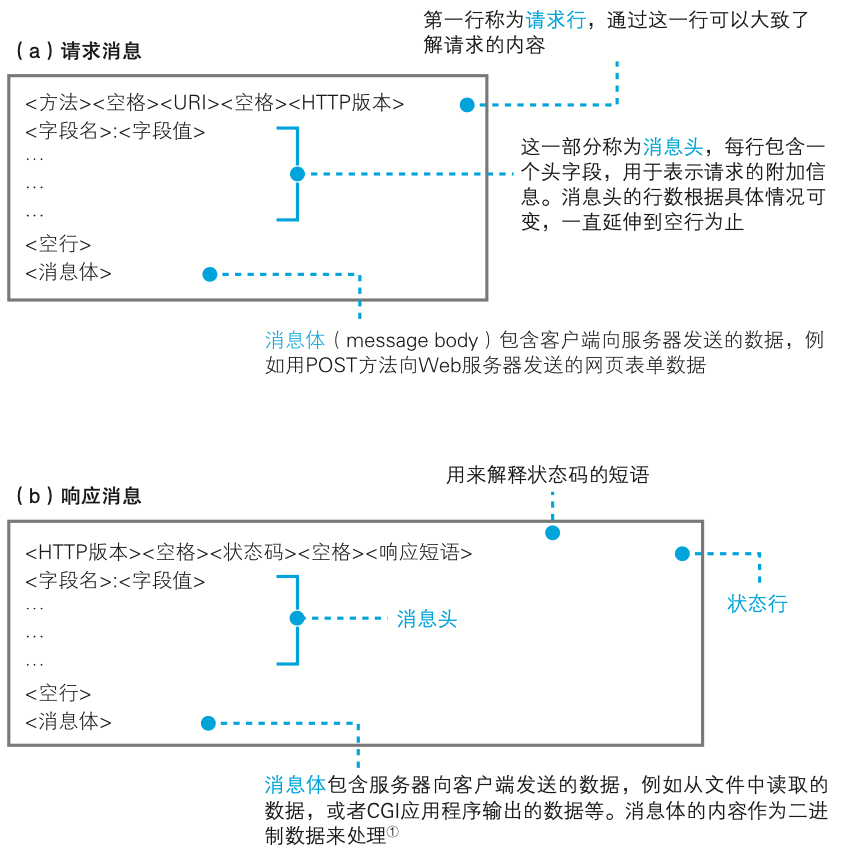 第一行称为请求行，通过这一行可以大致了
解请求的内容
（a）请求消息
<方法><空格><URI><空格><HTTP版本>
<字段名>:<字段值>
…
…
…
<空行>
<消息体>
这一部分称为消息头，每行包含一
个头字段，用于表示请求的附加信
息。消息头的行数根据具体情况可
变，一直延伸到空行为止
消息体（message body）包含客户端向服务器发送的数据，例
如用POST方法向Web服务器发送的网页表单数据
用来解释状态码的短语
（b）响应消息
<HTTP版本><空格><状态码><空格><响应短语>
<字段名>:<字段值>
…
…
…
<空行>
<消息体>
状态行
消息头
消息体包含服务器向客户端发送的数据，例如从文件中读取的
数据，或者CGI应用程序输出的数据等。消息体的内容作为二进
制数据来处理①